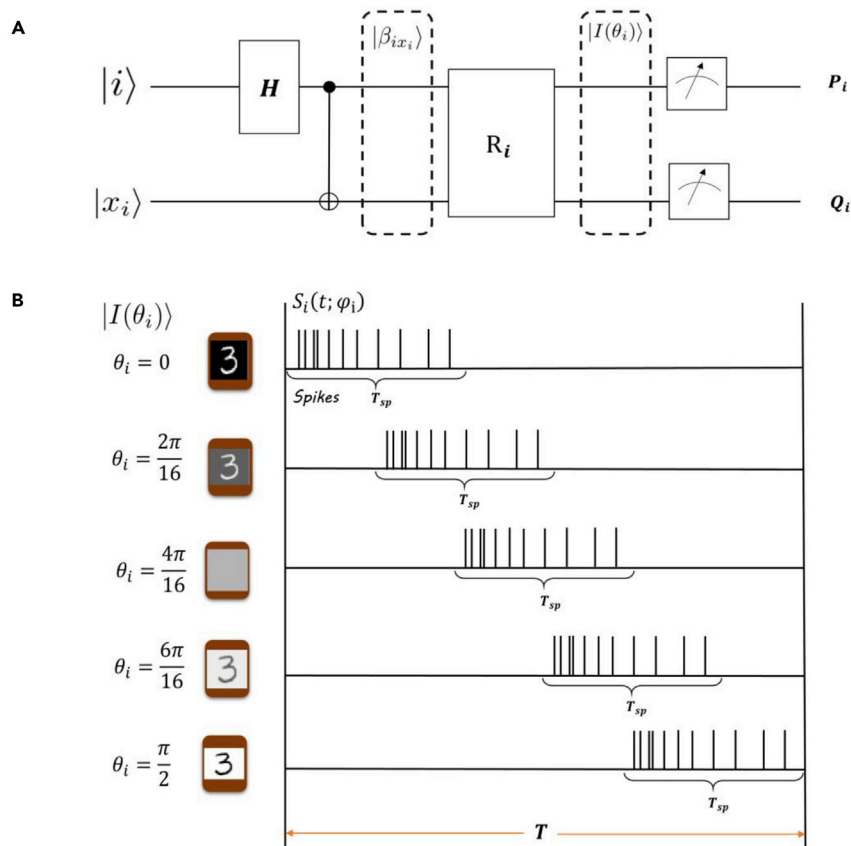 A
|i⟩
H
|β_{ix_i}⟩
R_i
|I(θ_i)⟩
P_i
|x_i⟩
Q_i
B
|I(θ_i)⟩
S_i(t; φ_i)
θ_i = 0
3
Spikes
T_sp
θ_i = 2π/16
3
T_sp
θ_i = 4π/16
T_sp
θ_i = 6π/16
3
T_sp
θ_i = π/2
3
T_sp
T